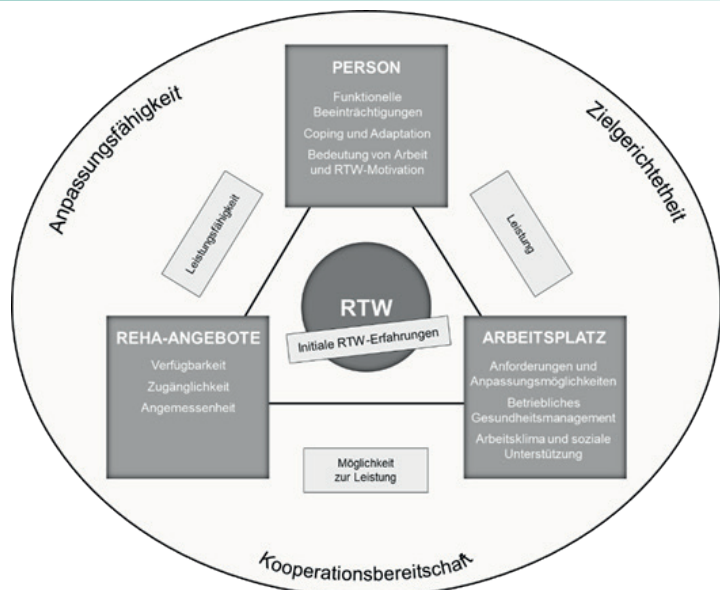 PERSON
Funktionelle
Beeinträchtigungen
Coping und Adaptation
Bedeutung von Arbeit
und RTW-Motivation
Anpassungsfähigkeit
Zielgerichtetheit
Leistungsfähigkeit
Leistung
RTW
Initiale RTW-Erfahrungen
REHA-ANGEBOTE
Verfügbarkeit
Zugänglichkeit
Angemessenheit
ARBEITSPLATZ
Anforderungen und
Anpassungsmöglichkeiten
Betriebliches
Gesundheitsmanagement
Arbeitsklima und soziale
Unterstützung
Möglichkeit
zur Leistung
Kooperationsbereitschaft